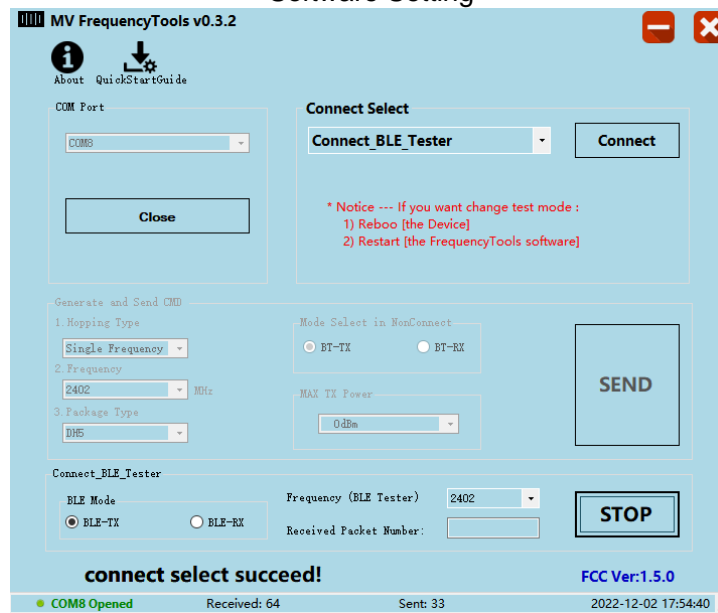 Software Setting
MV FrequencyTools v0.3.2
About QuickStartGuide
COM Port
COM8
Close
Connect Select
Connect_BLE_Tester
Connect
* Notice --- If you want change test mode :
1) Reboo [the Device]
2) Restart [the FrequencyTools software]
Generate and Send CMD
1.Hopping Type
Single Frequency
2.Frequency
2402 MHz
3.Package Type
DH5
Mode Select in NonConnect
BT-TX BT-RX
MAX TX Power
0dBm
SEND
Connect_BLE_Tester
BLE Mode
BLE-TX BLE-RX
Frequency (BLE Tester) 2402
Received Packet Number:
STOP
connect select succeed!
FCC Ver:1.5.0
COM8 Opened Received: 64 Sent: 33 2022-12-02 17:54:40